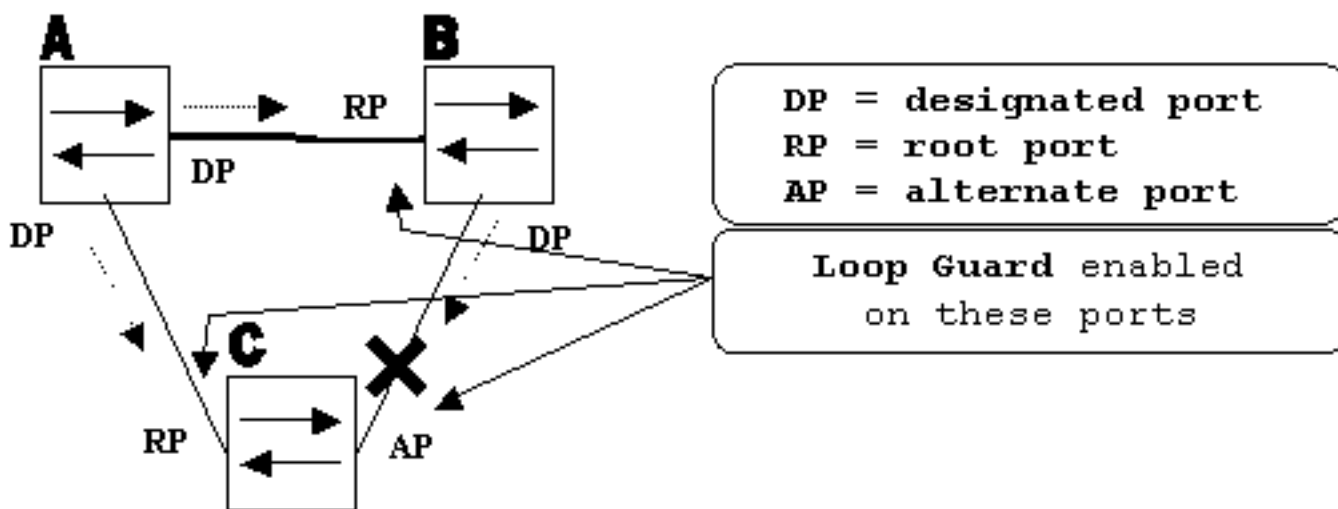 A
B
RP
DP
DP
DP
C
RP
AP
DP = designated port
RP = root port
AP = alternate port
Loop Guard enabled
on these ports